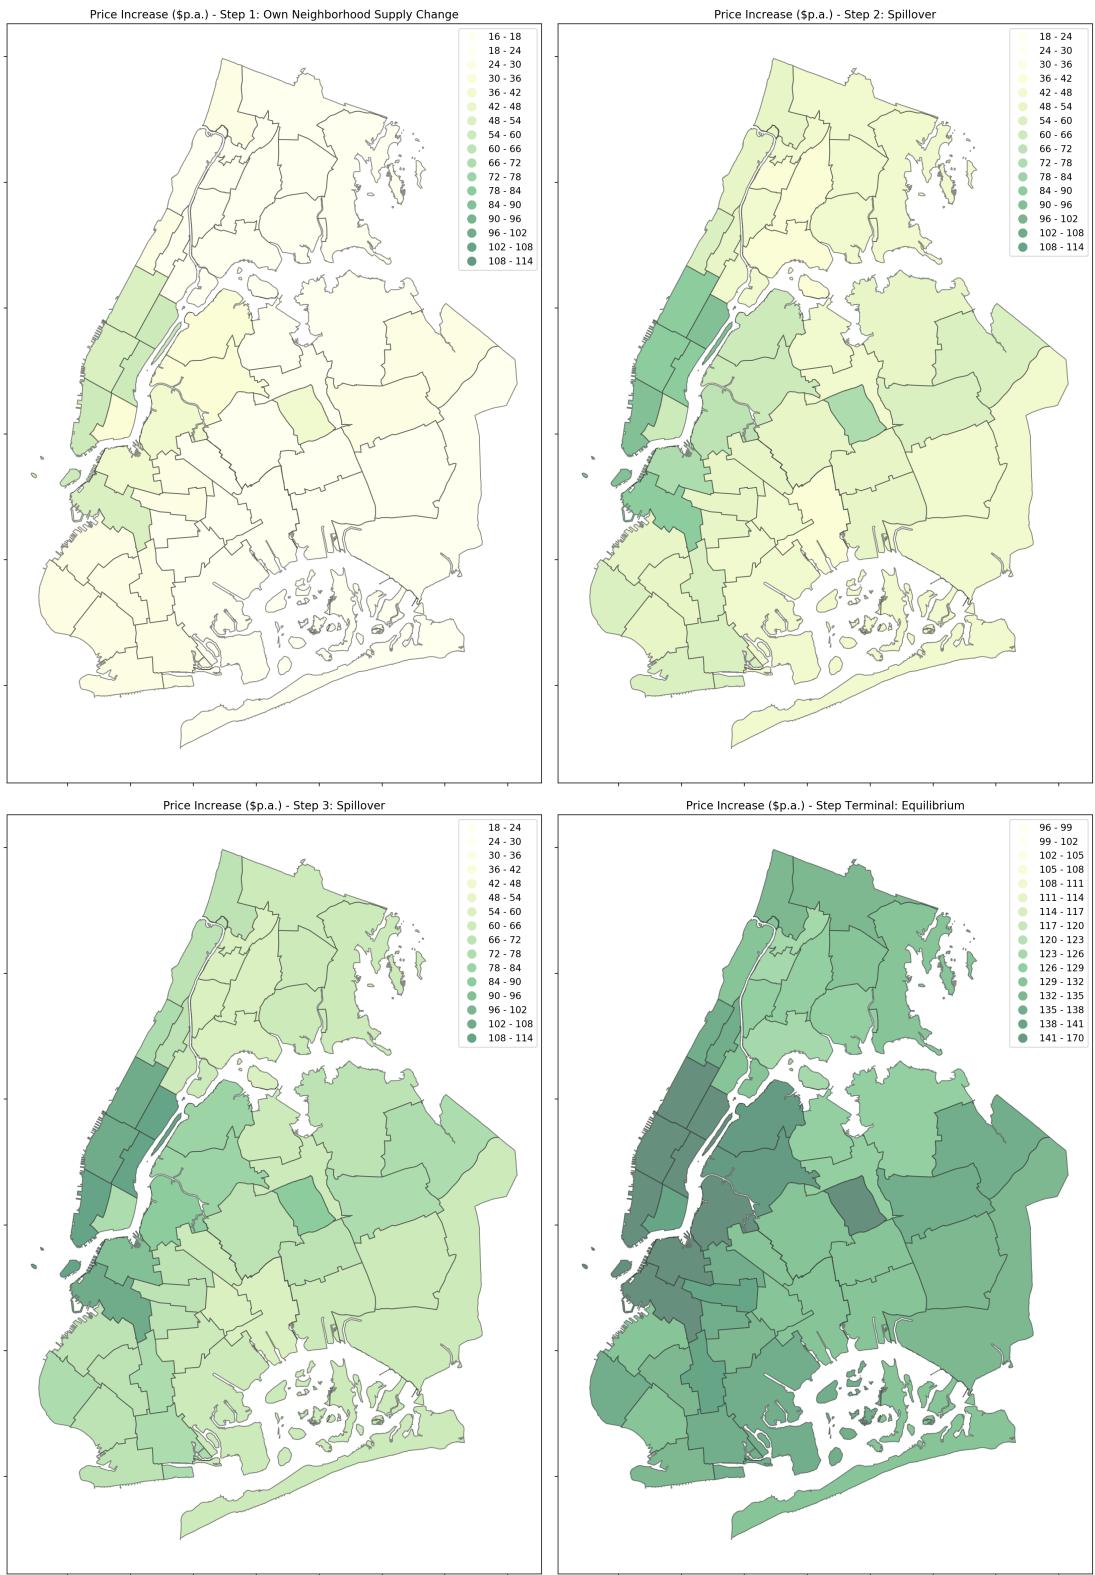 Price Increase ($p.a.) - Step 1: Own Neighborhood Supply Change
16 - 18
18 - 24
24 - 30
30 - 36
36 - 42
42 - 48
48 - 54
54 - 60
60 - 66
66 - 72
72 - 78
78 - 84
84 - 90
90 - 96
96 - 102
102 - 108
108 - 114
Price Increase ($p.a.) - Step 2: Spillover
18 - 24
24 - 30
30 - 36
36 - 42
42 - 48
48 - 54
54 - 60
60 - 66
66 - 72
72 - 78
78 - 84
84 - 90
90 - 96
96 - 102
102 - 108
108 - 114
Price Increase ($p.a.) - Step 3: Spillover
18 - 24
24 - 30
30 - 36
36 - 42
42 - 48
48 - 54
54 - 60
60 - 66
66 - 72
72 - 78
78 - 84
84 - 90
90 - 96
96 - 102
102 - 108
108 - 114
Price Increase ($p.a.) - Step Terminal: Equilibrium
96 - 99
99 - 102
102 - 105
105 - 108
108 - 111
111 - 114
114 - 117
117 - 120
120 - 123
123 - 126
126 - 129
129 - 132
132 - 135
135 - 138
138 - 141
141 - 170